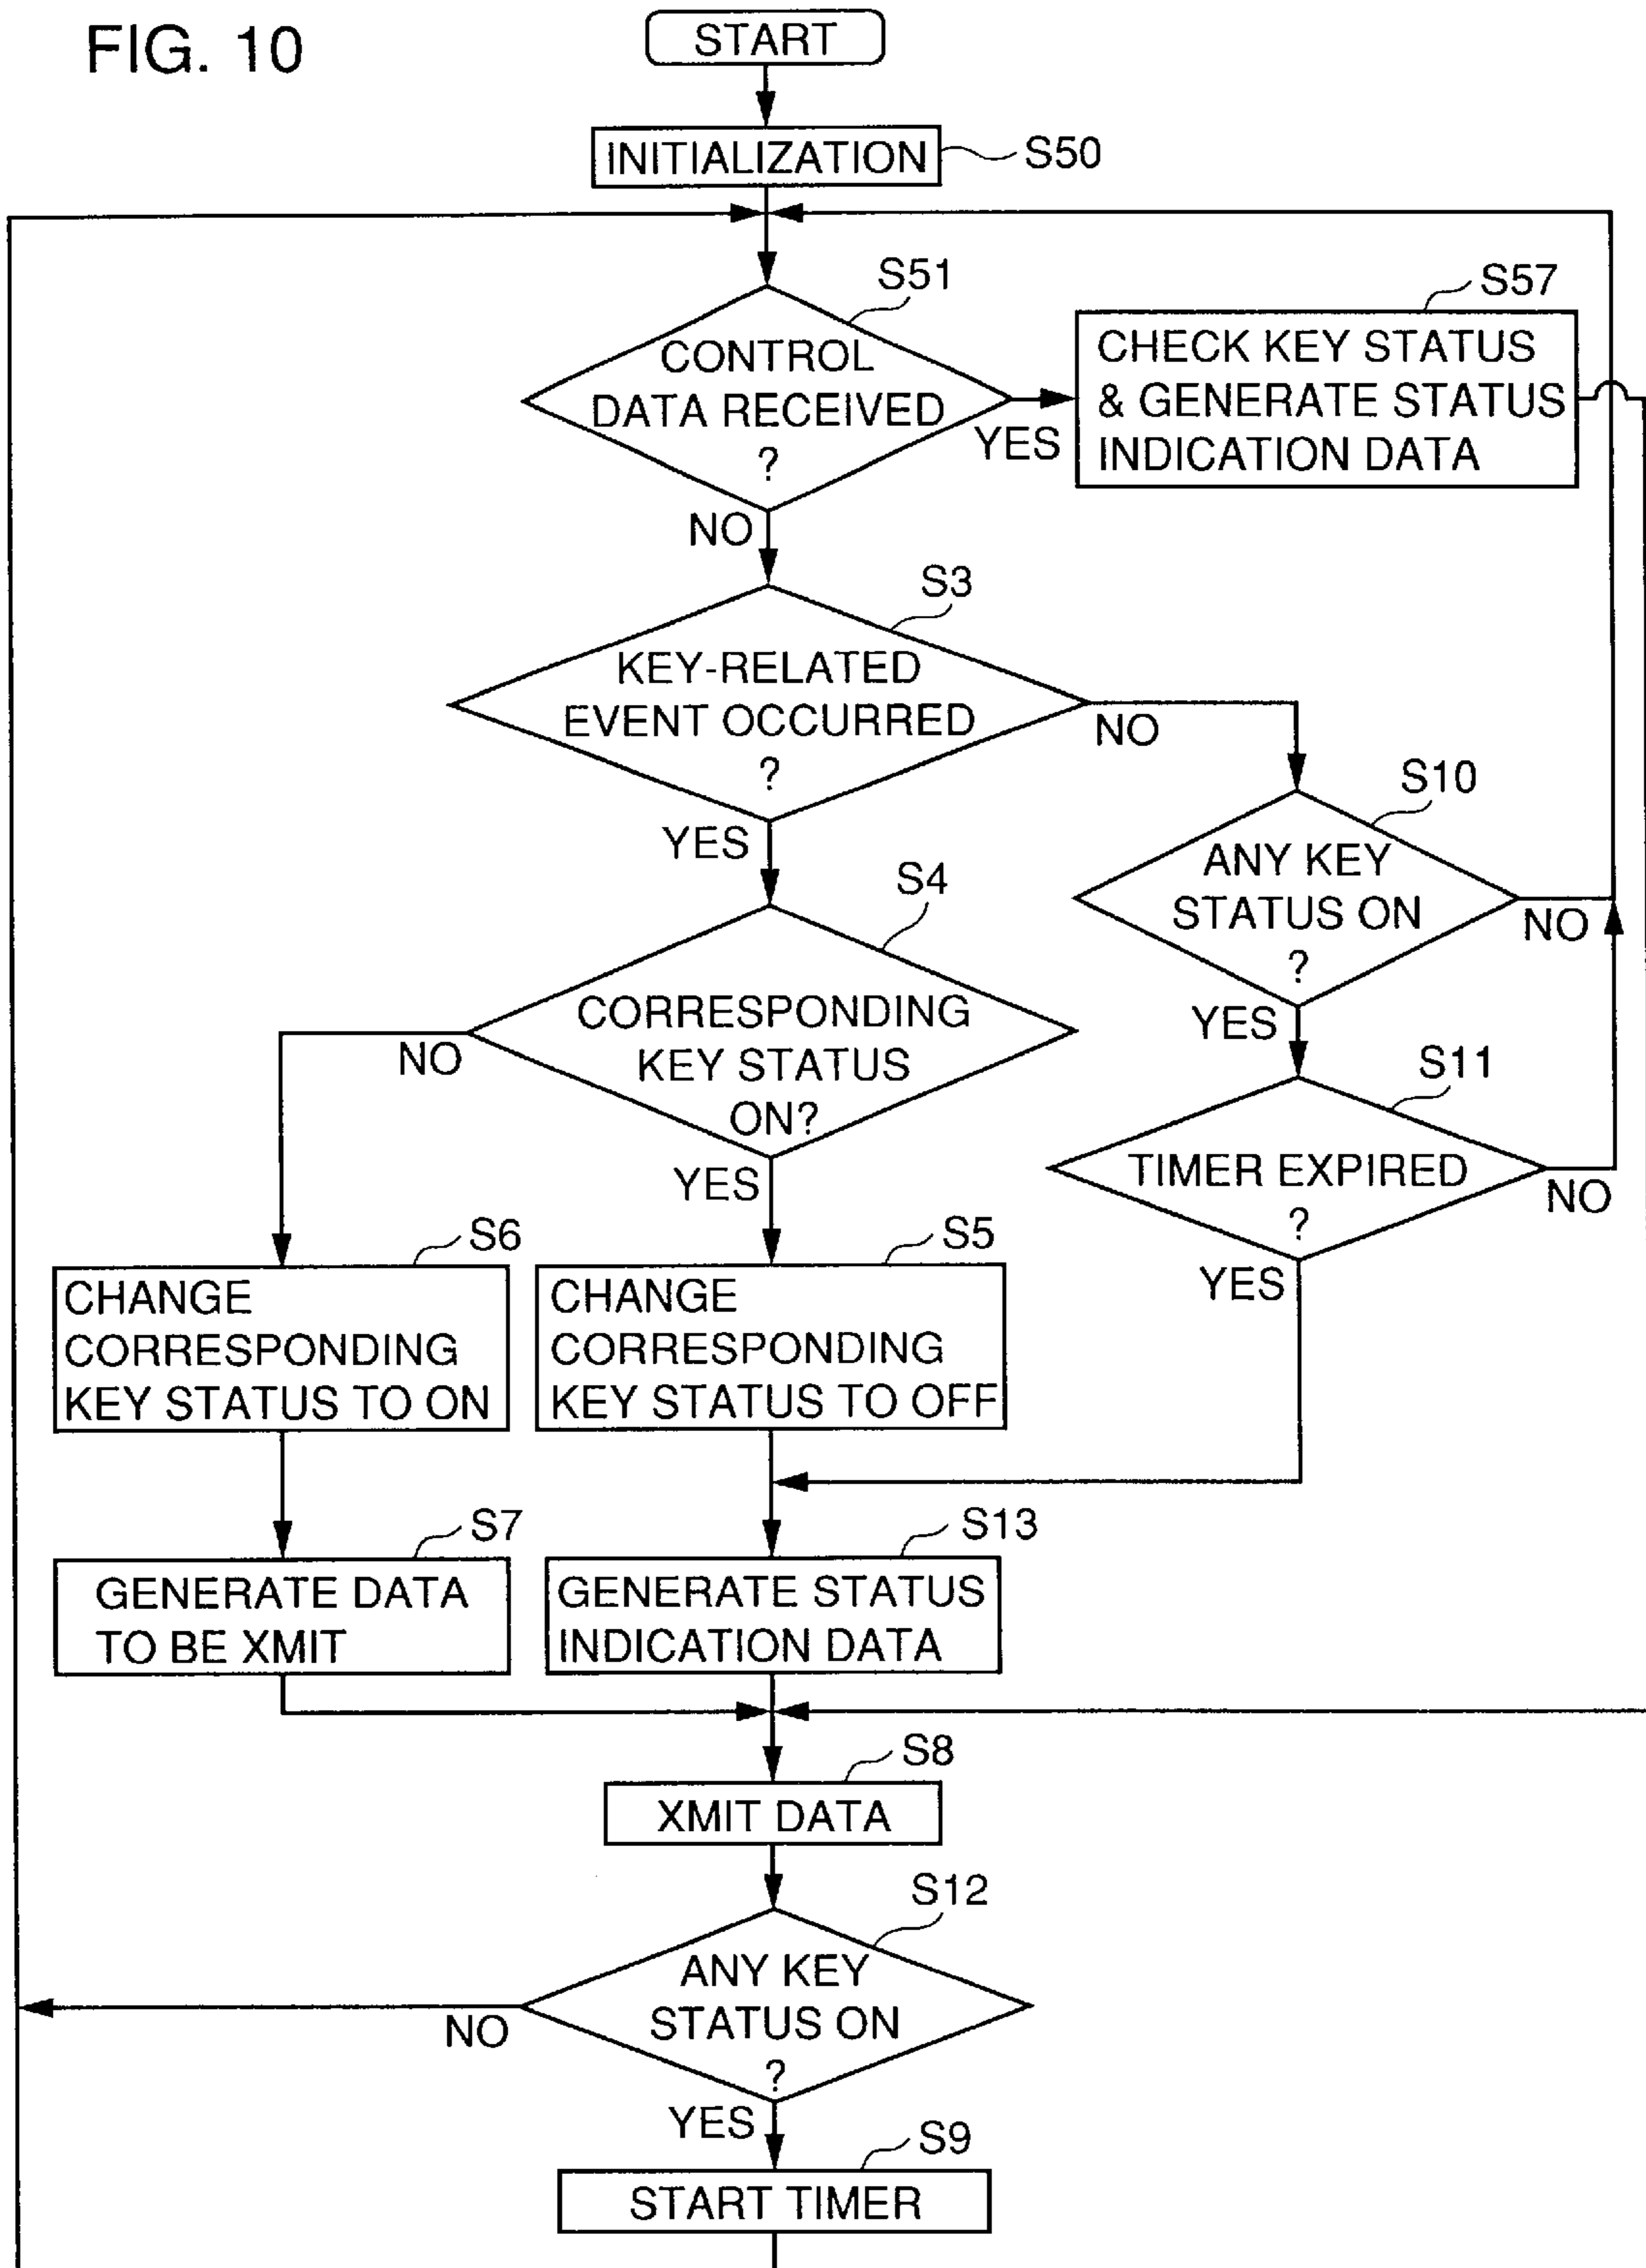 FIG. 10
START
INITIALIZATION
S50
S51
CONTROL
DATA RECEIVED
?
YES
NO
S57
CHECK KEY STATUS
& GENERATE STATUS
INDICATION DATA
S3
KEY-RELATED
EVENT OCCURRED
?
NO
YES
S10
ANY KEY
STATUS ON
?
NO
YES
S4
CORRESPONDING
KEY STATUS
ON?
NO
YES
S11
TIMER EXPIRED
?
NO
YES
S6
CHANGE
CORRESPONDING
KEY STATUS TO ON
S5
CHANGE
CORRESPONDING
KEY STATUS TO OFF
S7
GENERATE DATA
TO BE XMIT
S13
GENERATE STATUS
INDICATION DATA
S8
XMIT DATA
S12
ANY KEY
STATUS ON
?
NO
YES
S9
START TIMER